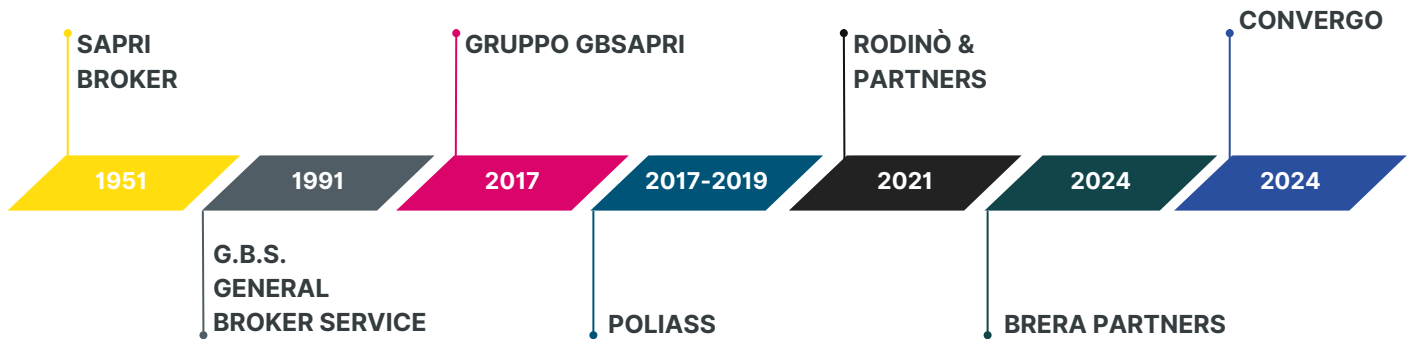 SAPRI
BROKER
GRUPPO GBSAPRI
RODINÒ &
PARTNERS
CONVERGO
1951
1991
2017
2017-2019
2021
2024
2024
G.B.S.
GENERAL
BROKER SERVICE
POLIASS
BRERA PARTNERS